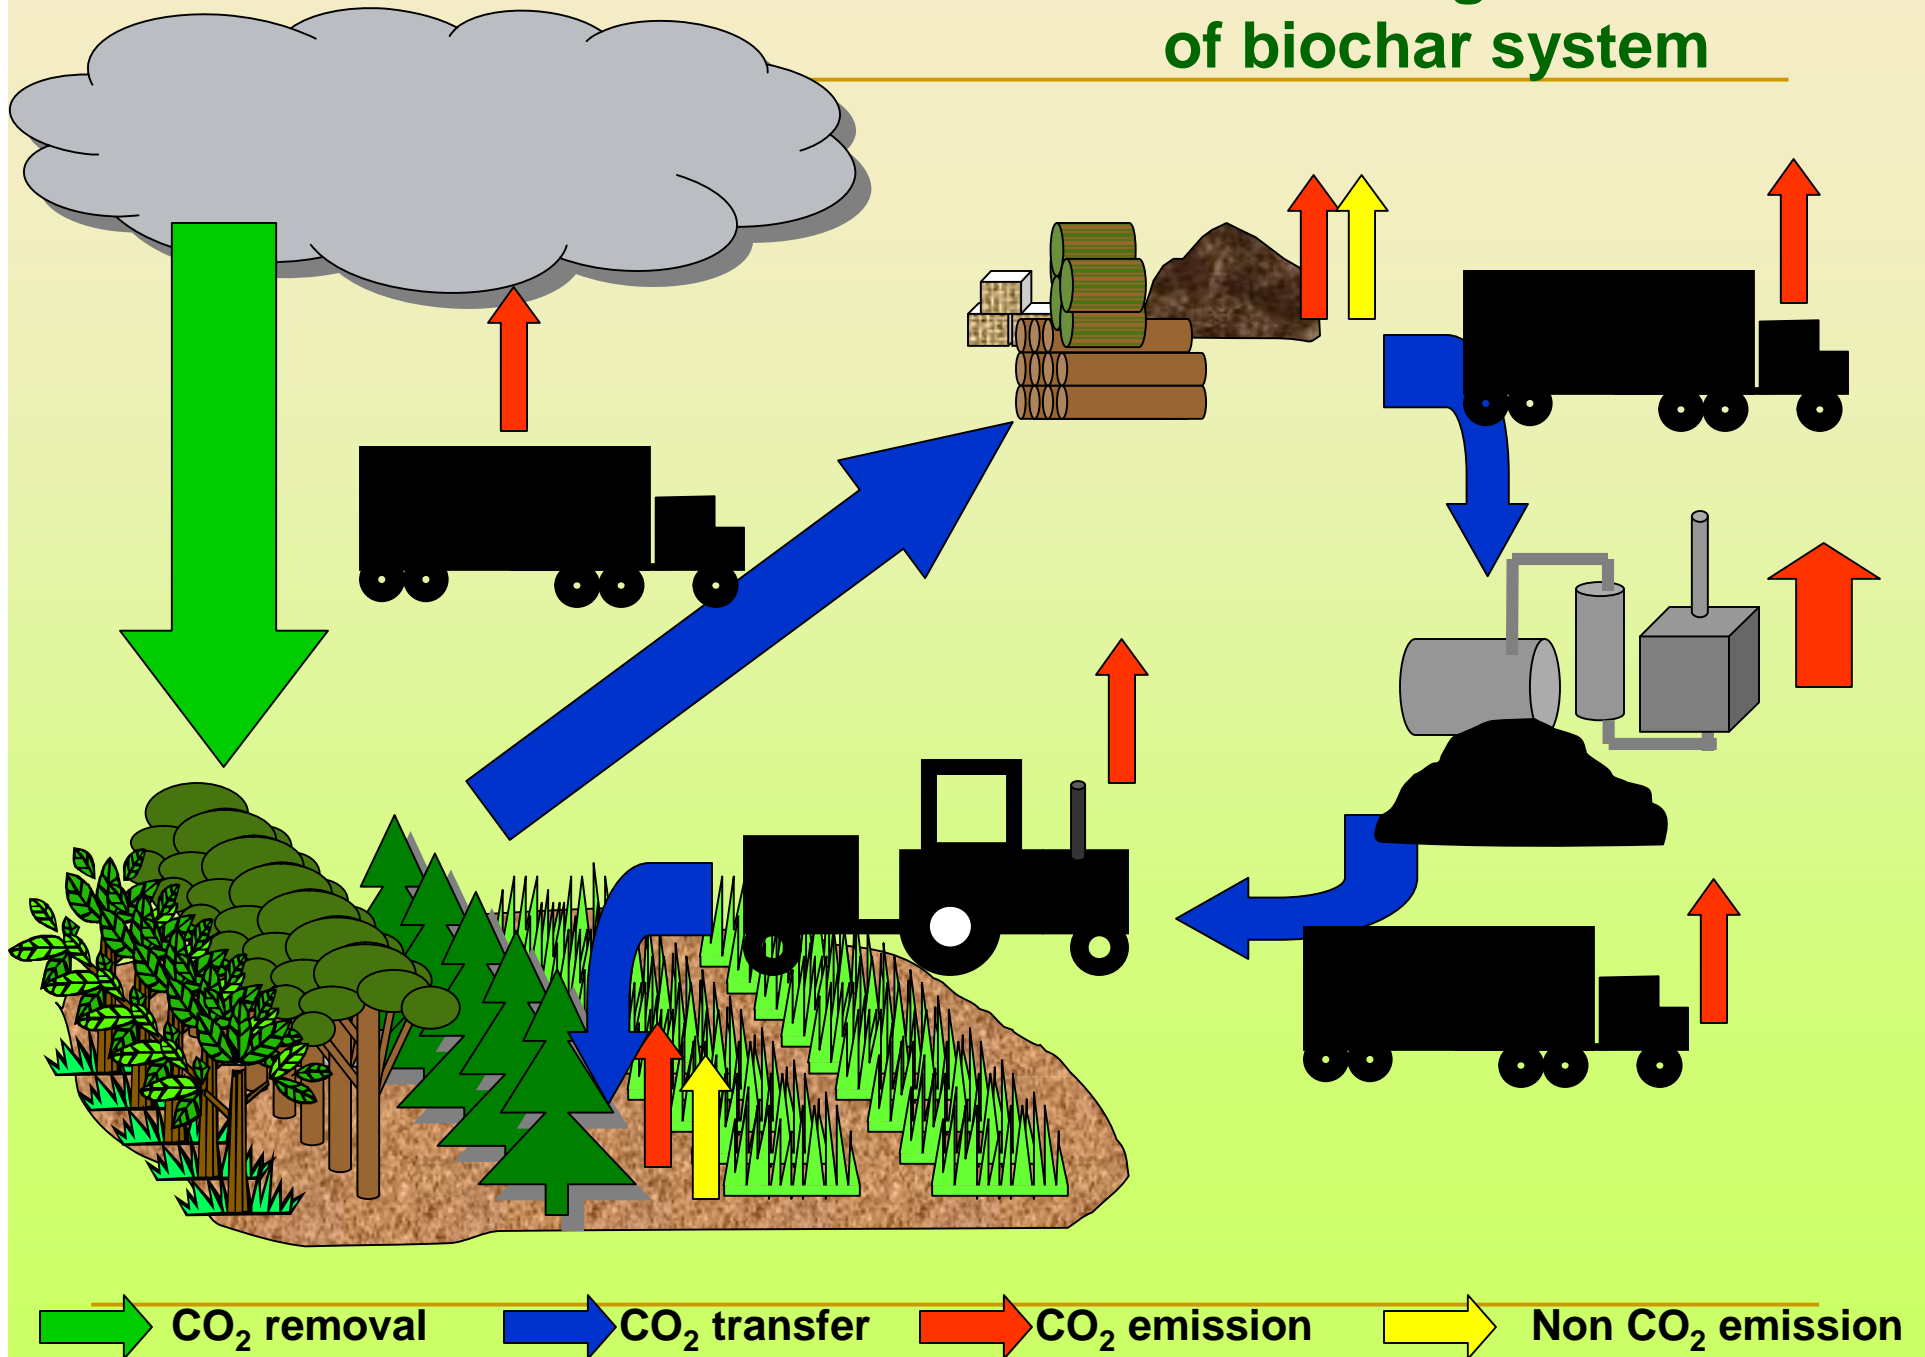 of biochar system
CO₂ removal CO₂ transfer CO₂ emission Non CO₂ emission